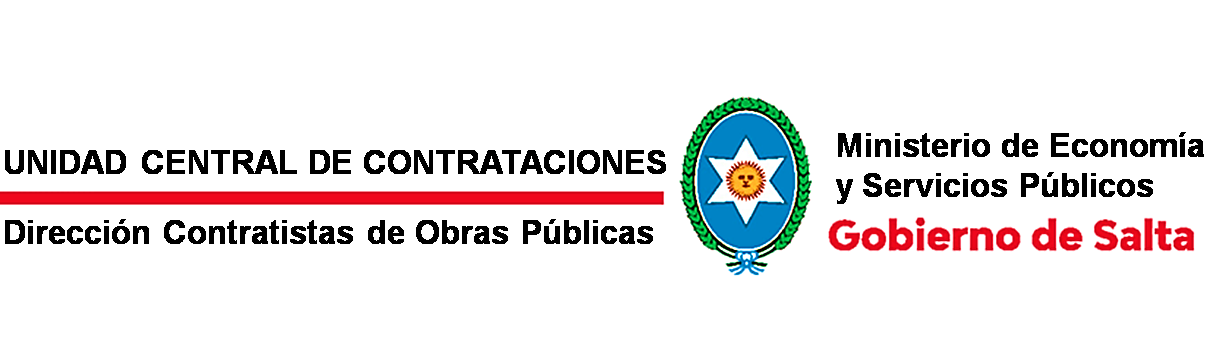 UNIDAD CENTRAL DE CONTRATACIONES
Dirección Contratistas de Obras Públicas
Ministerio de Economía
y Servicios Públicos
Gobierno de Salta